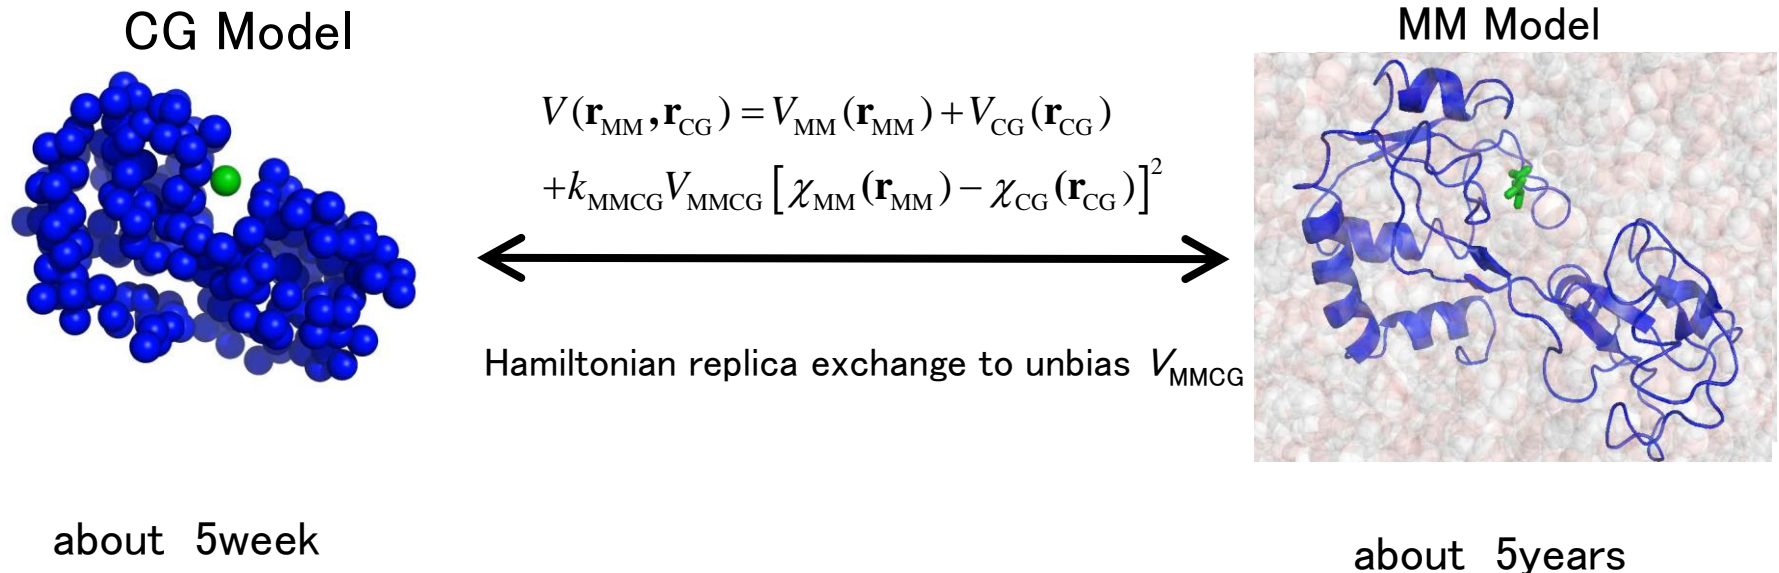 CG Model
MM Model
V(r_MM, r_CG) = V_MM(r_MM) + V_CG(r_CG)
+k_MMCG V_MMCG [χ_MM(r_MM) − χ_CG(r_CG)]^2
Hamiltonian replica exchange to unbias V_MMCG
about 5week
about 5years